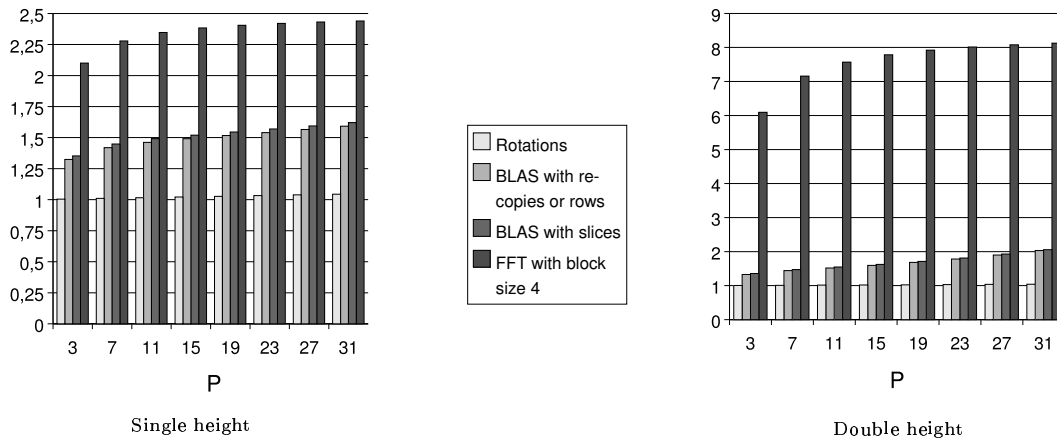 2,5
2,25
2
1,75
1,5
1,25
1
0,75
0,5
0,25
0
3 7 11 15 19 23 27 31
P
Single height
Rotations
BLAS with re-
copies or rows
BLAS with slices
FFT with block
size 4
9
8
7
6
5
4
3
2
1
0
3 7 11 15 19 23 27 31
P
Double height